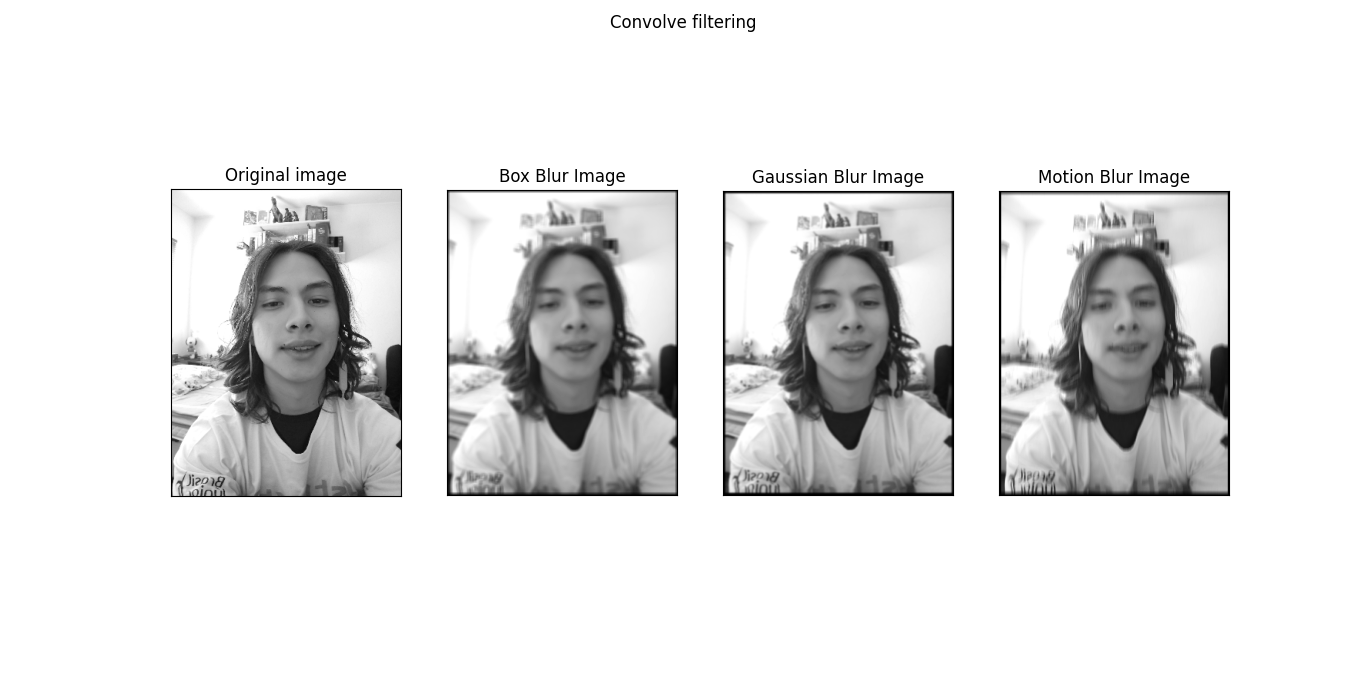 Convolve filtering
Original image
Box Blur Image
Gaussian Blur Image
Motion Blur Image